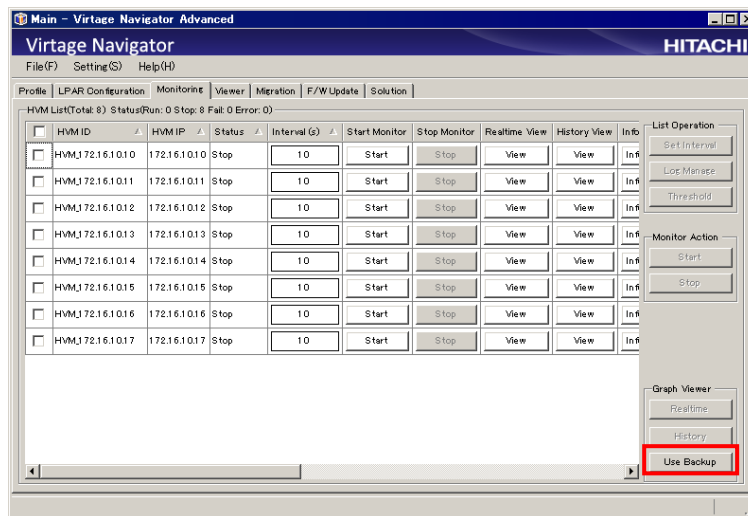 Main - Virtage Navigator Advanced
Virtage Navigator
HITACHI
File(F) Setting(S) Help(H)
Profile LPAR Configuration Monitoring Viewer Migration F/W Update Solution
HVM List(Total: 8) Status(Run: 0 Stop: 8 Fail: 0 Error: 0)
HVM ID HVM IP Status Interval (s) Start Monitor Stop Monitor Realtime View History View Info
HVM_172.16.10.10 172.16.10.10 Stop 10 Start Stop View View Inf
HVM_172.16.10.11 172.16.10.11 Stop 10 Start Stop View View Inf
HVM_172.16.10.12 172.16.10.12 Stop 10 Start Stop View View Inf
HVM_172.16.10.13 172.16.10.13 Stop 10 Start Stop View View Inf
HVM_172.16.10.14 172.16.10.14 Stop 10 Start Stop View View Inf
HVM_172.16.10.15 172.16.10.15 Stop 10 Start Stop View View Inf
HVM_172.16.10.16 172.16.10.16 Stop 10 Start Stop View View Inf
HVM_172.16.10.17 172.16.10.17 Stop 10 Start Stop View View Inf
List Operation
Set Interval
Log Manage
Threshold
Monitor Action
Start
Stop
Graph Viewer
Realtime
History
Use Backup